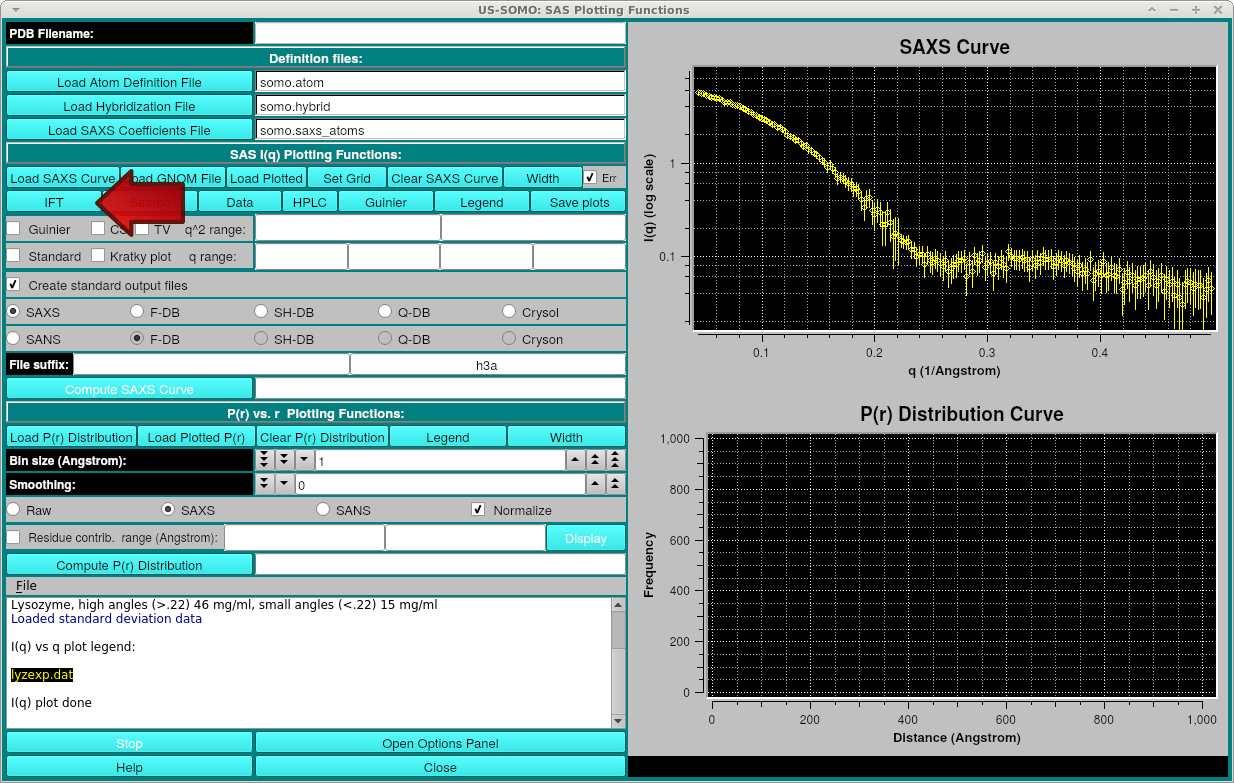 US-SOMO: SAS Plotting Functions
PDB Filename:
Definition files:
Load Atom Definition File somo.atom
Load Hybridization File somo.hybrid
Load SAXS Coefficients File somo.saxs_atoms
SAS I(q) Plotting Functions:
Load SAXS Curve Load GNOM File Load Plotted Set Grid Clear SAXS Curve Width Err
IFT Data HPLC Guinier Legend Save plots
Guinier TV q^2 range:
Standard Kratky plot q range:
Create standard output files
SAXS F-DB SH-DB Q-DB Crysol
SANS F-DB SH-DB Q-DB Cryson
File suffix: h3a
Compute SAXS Curve
P(r) vs. r Plotting Functions:
Load P(r) Distribution Load Plotted P(r) Clear P(r) Distribution Legend Width
Bin size (Angstrom): 1
Smoothing: 0
Raw SAXS SANS Normalize
Residue contrib. range (Angstrom): Display
Compute P(r) Distribution
File
Lysozyme, high angles (>.22) 46 mg/ml, small angles (<.22) 15 mg/ml
Loaded standard deviation data
I(q) vs q plot legend:
lyzexp.dat
I(q) plot done
Stop Open Options Panel
Help Close
SAXS Curve
I(q) (log scale)
1
0.1
0.1 0.2 0.3 0.4
q (1/Angstrom)
P(r) Distribution Curve
Frequency
1,000
800
600
400
200
0
0 200 400 600 800 1,000
Distance (Angstrom)